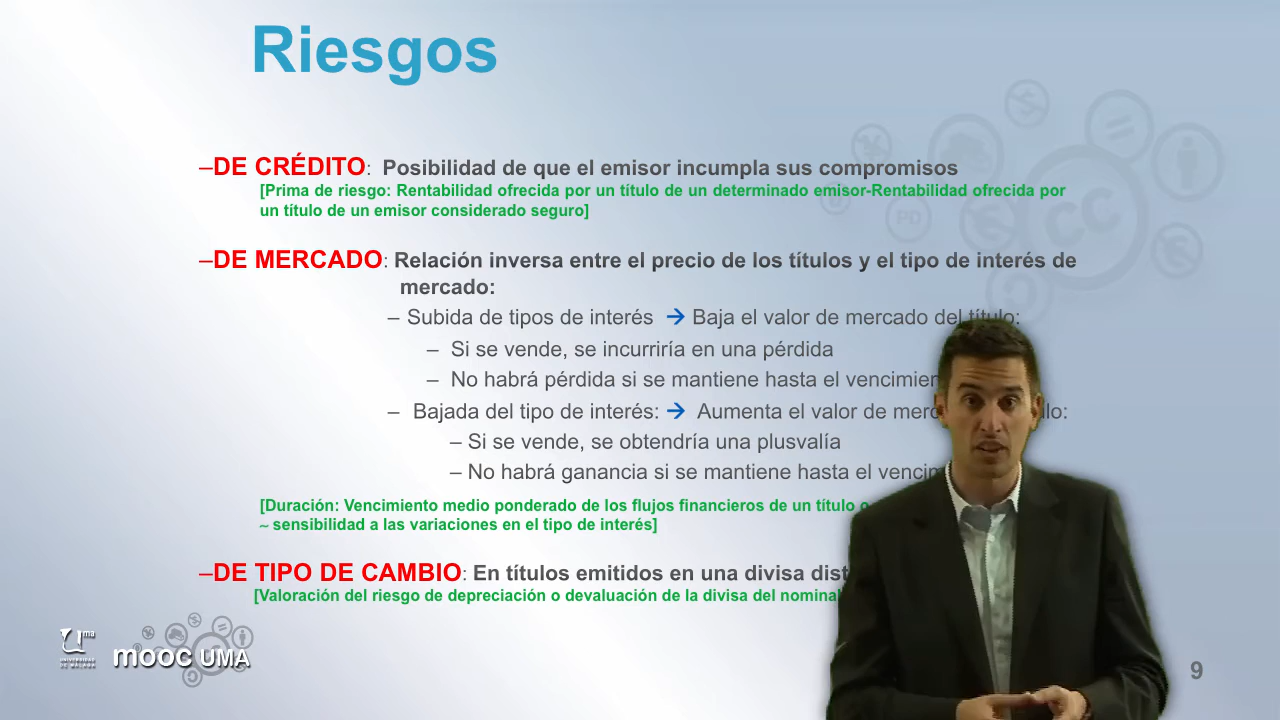 Riesgos
–DE CRÉDITO: Posibilidad de que el emisor incumpla sus compromisos
[Prima de riesgo: Rentabilidad ofrecida por un título de un determinado emisor-Rentabilidad ofrecida por
un título de un emisor considerado seguro]
–DE MERCADO: Relación inversa entre el precio de los títulos y el tipo de interés de
mercado:
– Subida de tipos de interés → Baja el valor de mercado del título:
– Si se vende, se incurriría en una pérdida
– No habrá pérdida si se mantiene hasta el
– Bajada del tipo de interés: → Aumenta el valor de
– Si se vende, se obtendría una plusvalía
– No habrá ganancia si se mantiene hasta el
[Duración: Vencimiento medio ponderado de los flujos financieros de un título
~ sensibilidad a las variaciones en el tipo de interés]
–DE TIPO DE CAMBIO: En títulos emitidos en una divisa
[Valoración del riesgo de depreciación o devaluación de la divisa del nominal
uma
UNIVERSIDAD
DE MÁLAGA
mooc UMA
PD
CC
9